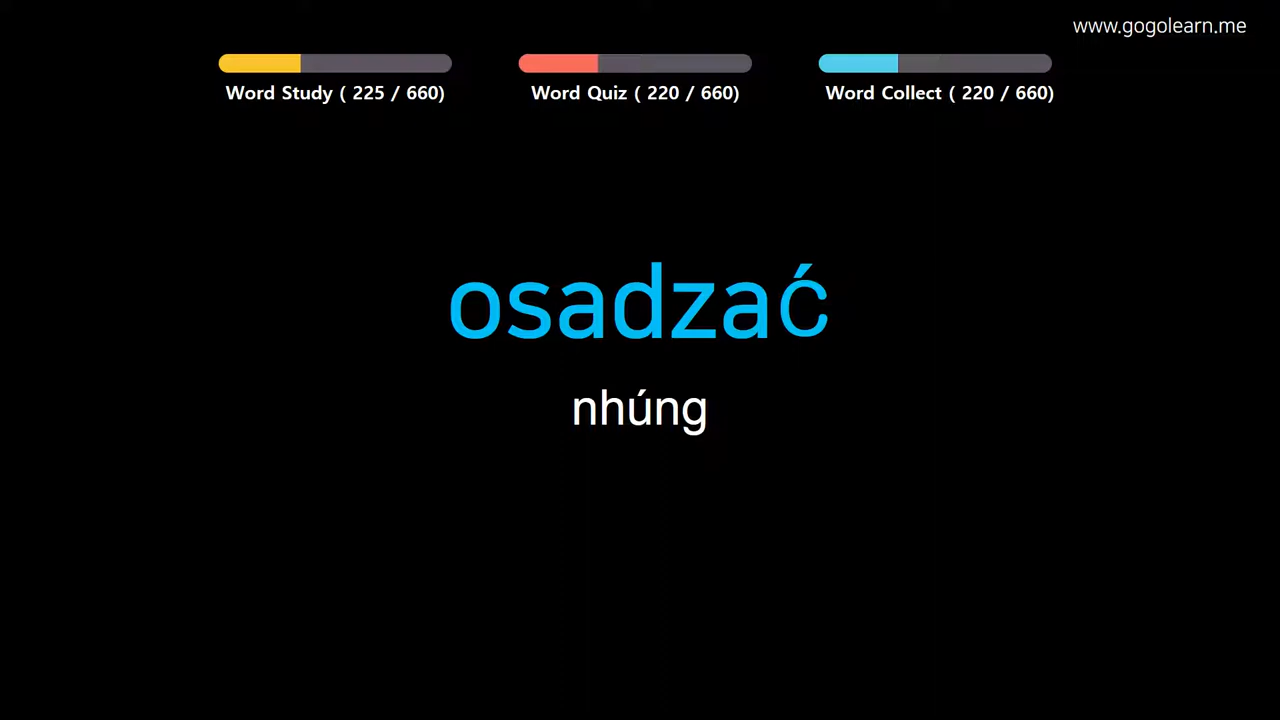 www.gogolearn.me
Word Study ( 225 / 660)
Word Quiz ( 220 / 660)
Word Collect ( 220 / 660)
osadzać
nhúng